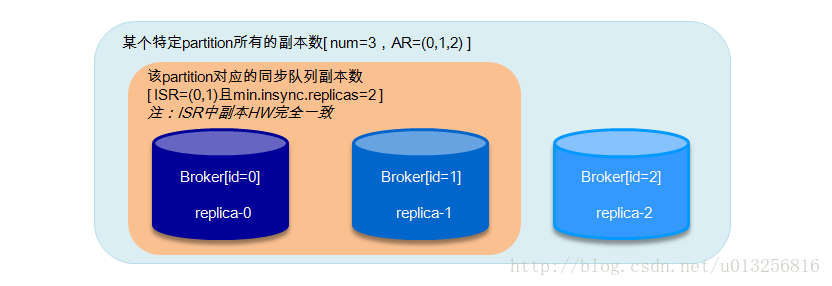 某个特定partition所有的副本数[ num=3，AR=(0,1,2) ]
该partition对应的同步队列副本数
[ ISR=(0,1)且min.insync.replicas=2 ]
注：ISR中副本HW完全一致
Broker[id=0]
replica-0
Broker[id=1]
replica-1
Broker[id=2]
replica-2
http://blog.csdn.net/u013256816